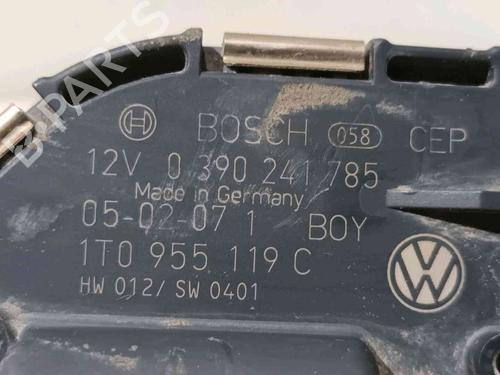 B-PARTS
BOSCH 058 CEP
12V 0 390 241 785
Made in Germany
05-02-07 1 BOY
1T0 955 119 C
HW 012/ SW 0401